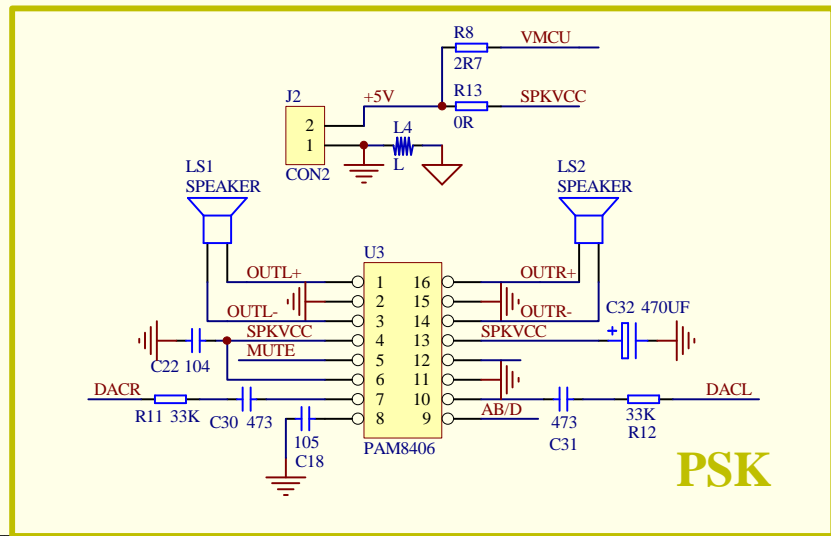 R8
VMCU
2R7
R13
J2
+5V
SPKVCC
0R
2
L4
1
L
CON2
LS1
SPEAKER
LS2
SPEAKER
U3
OUTL+
1 16
OUTR+
2 15
OUTL-
3 14
OUTR-
C32 470UF
+
SPKVCC
4 13
SPKVCC
C22 104
MUTE
5 12
6 11
DACR
7 10
DACL
R11 33K
C30 473
8 9
AB/D
473
33K
105
C18
PAM8406
C31
R12
PSK